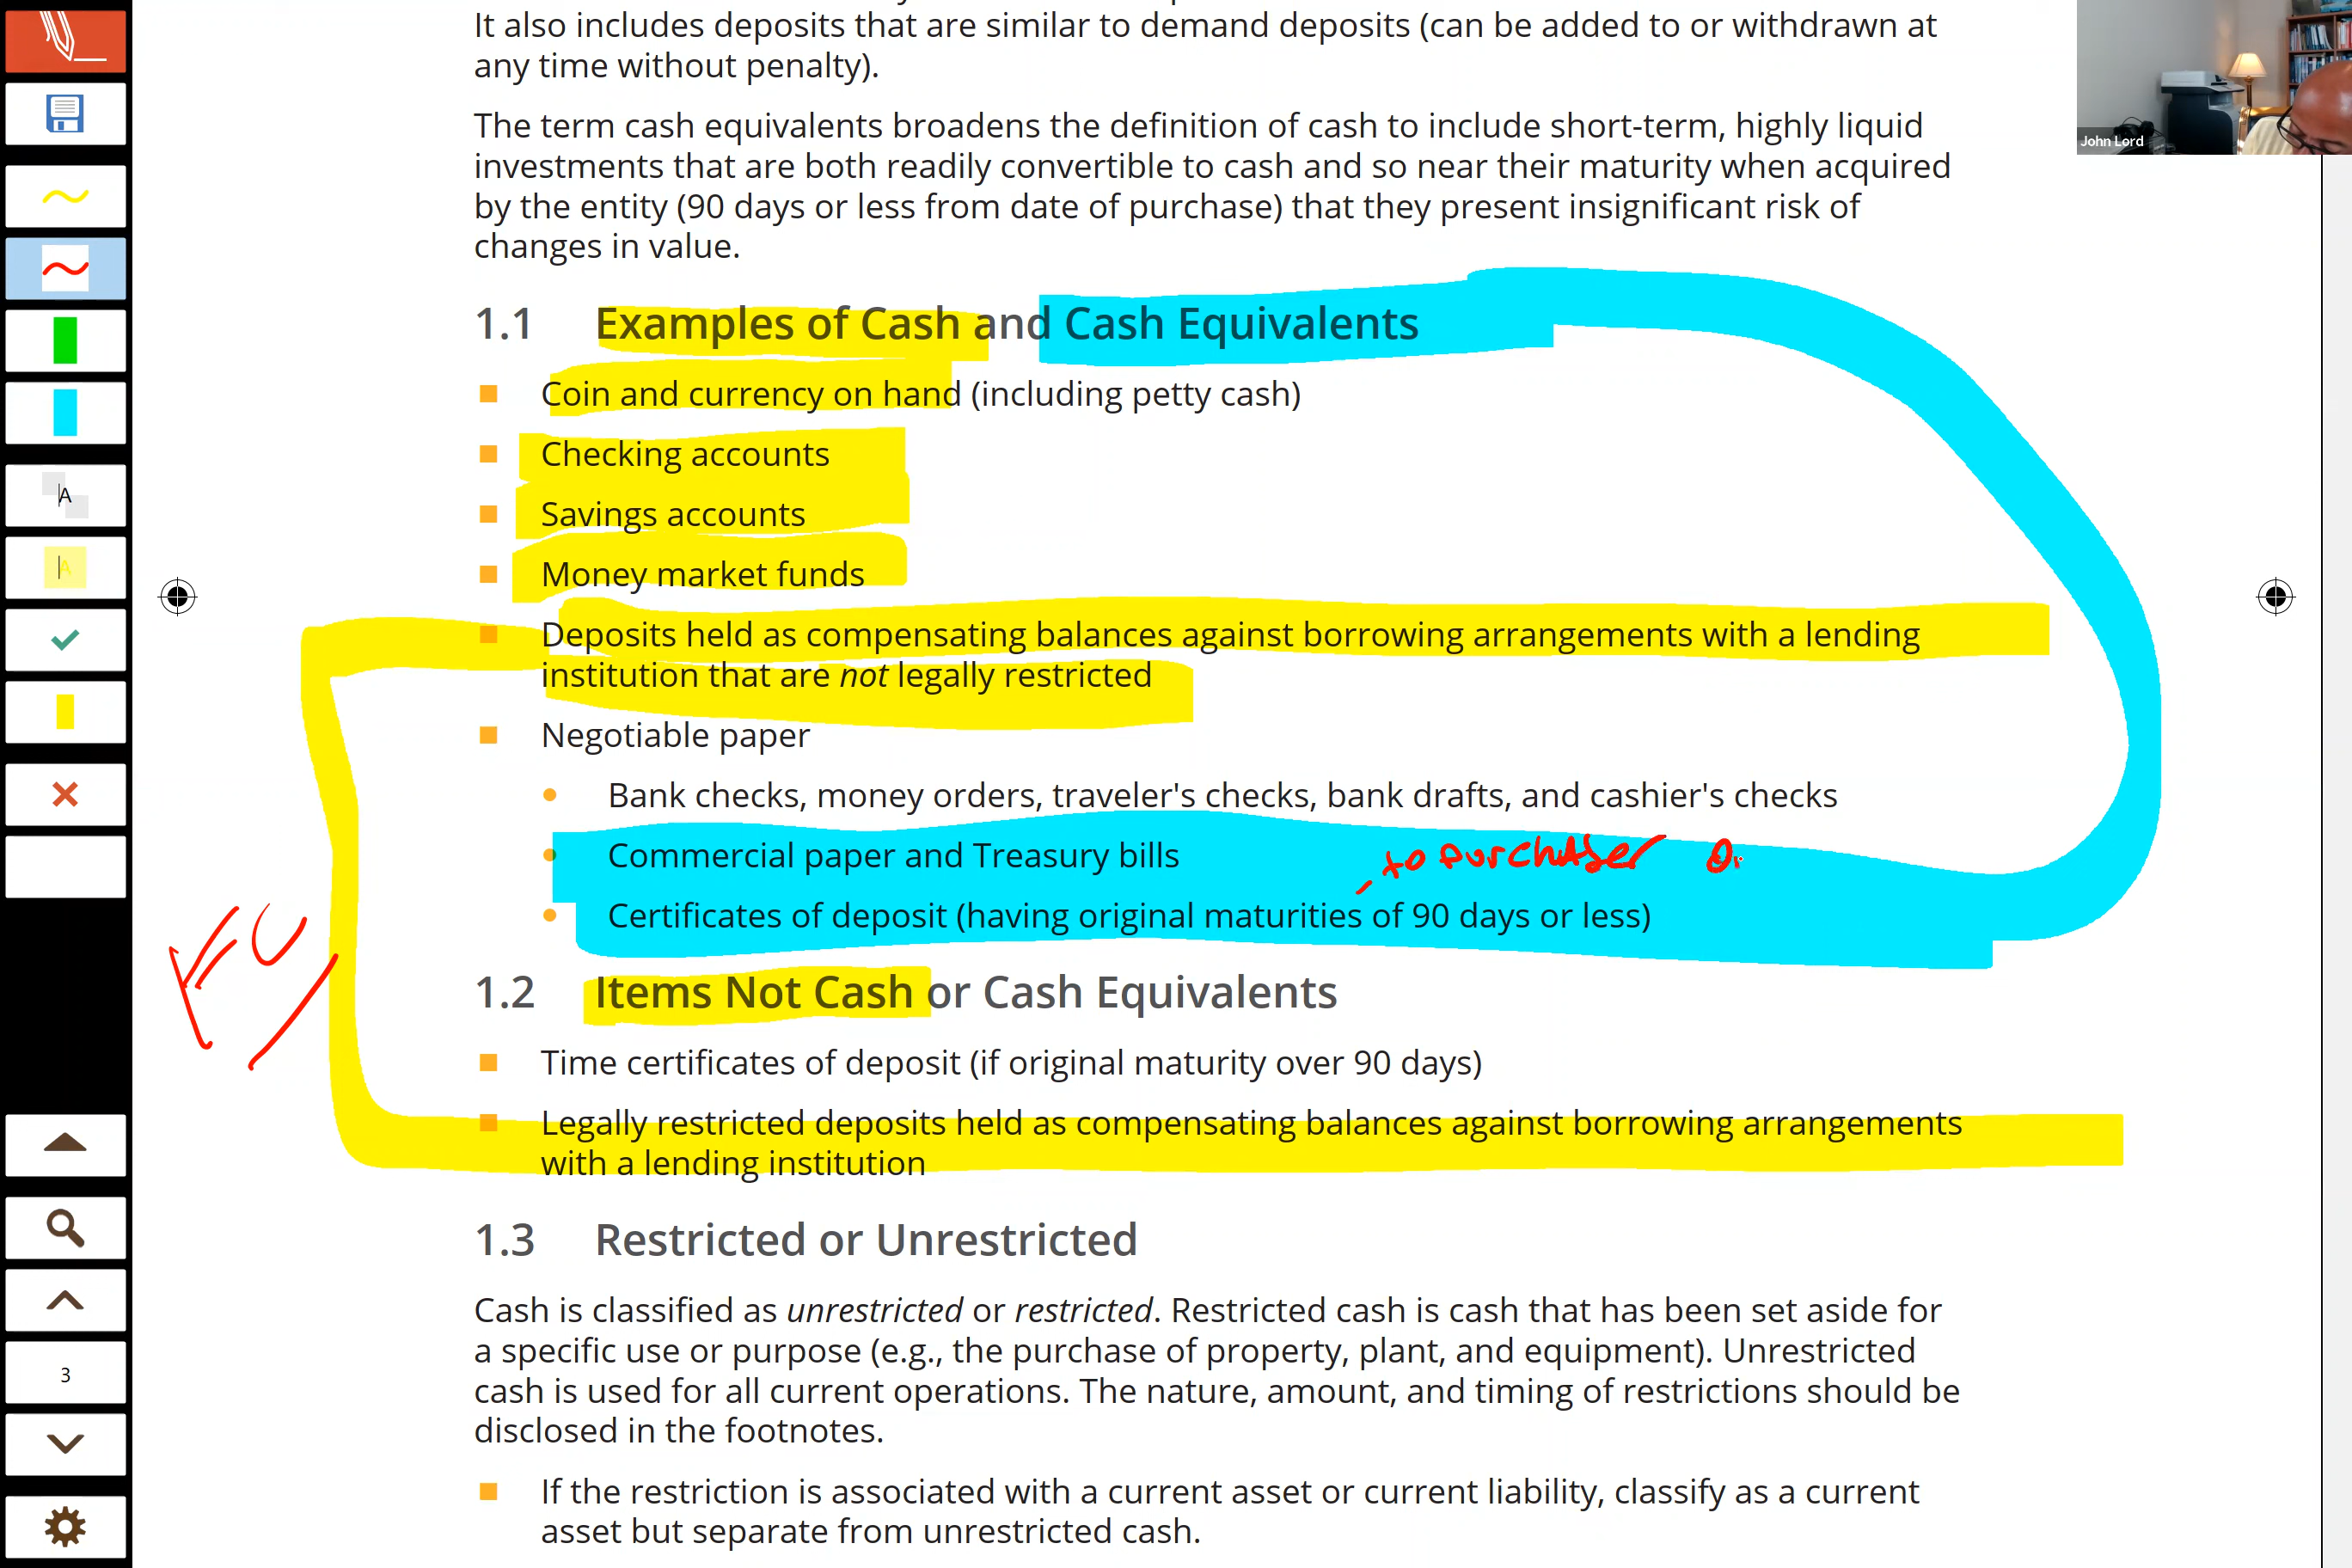 It also includes deposits that are similar to demand deposits (can be added to or withdrawn at
any time without penalty).
John Lord
The term cash equivalents broadens the definition of cash to include short-term, highly liquid
investments that are both readily convertible to cash and so near their maturity when acquired
by the entity (90 days or less from date of purchase) that they present insignificant risk of
changes in value.
1.1 Examples of Cash and Cash Equivalents
Coin and currency on hand (including petty cash)
Checking accounts
Savings accounts
Money market funds
Deposits held as compensating balances against borrowing arrangements with a lending
institution that are not legally restricted
Negotiable paper
Bank checks, money orders, traveler's checks, bank drafts, and cashier's checks
Commercial paper and Treasury bills
to purchaser
Certificates of deposit (having original maturities of 90 days or less)
1.2 Items Not Cash or Cash Equivalents
Time certificates of deposit (if original maturity over 90 days)
Legally restricted deposits held as compensating balances against borrowing arrangements
with a lending institution
1.3 Restricted or Unrestricted
Cash is classified as unrestricted or restricted. Restricted cash is cash that has been set aside for
a specific use or purpose (e.g., the purchase of property, plant, and equipment). Unrestricted
cash is used for all current operations. The nature, amount, and timing of restrictions should be
disclosed in the footnotes.
If the restriction is associated with a current asset or current liability, classify as a current
asset but separate from unrestricted cash.
A
A
3